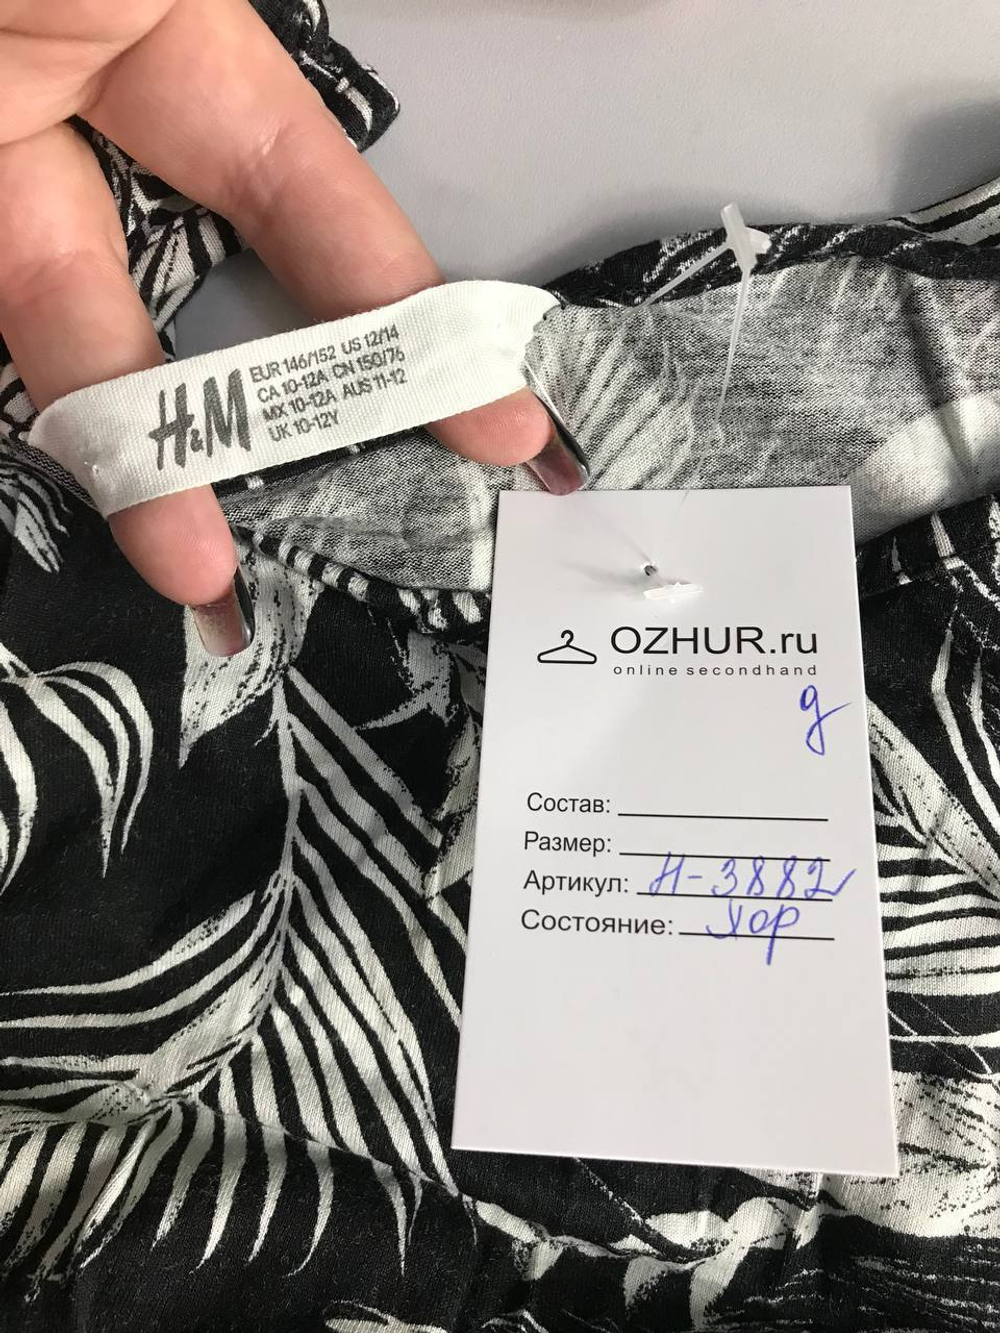 H&M
EUR 146/152 US 12/14
CA 10-12A CN 150/76
MX 10-12A AUS 11-12
UK 10-12Y
OZHUR.ru
online secondhand
д
Состав:
Размер:
Артикул: Н-3882
Состояние: хор